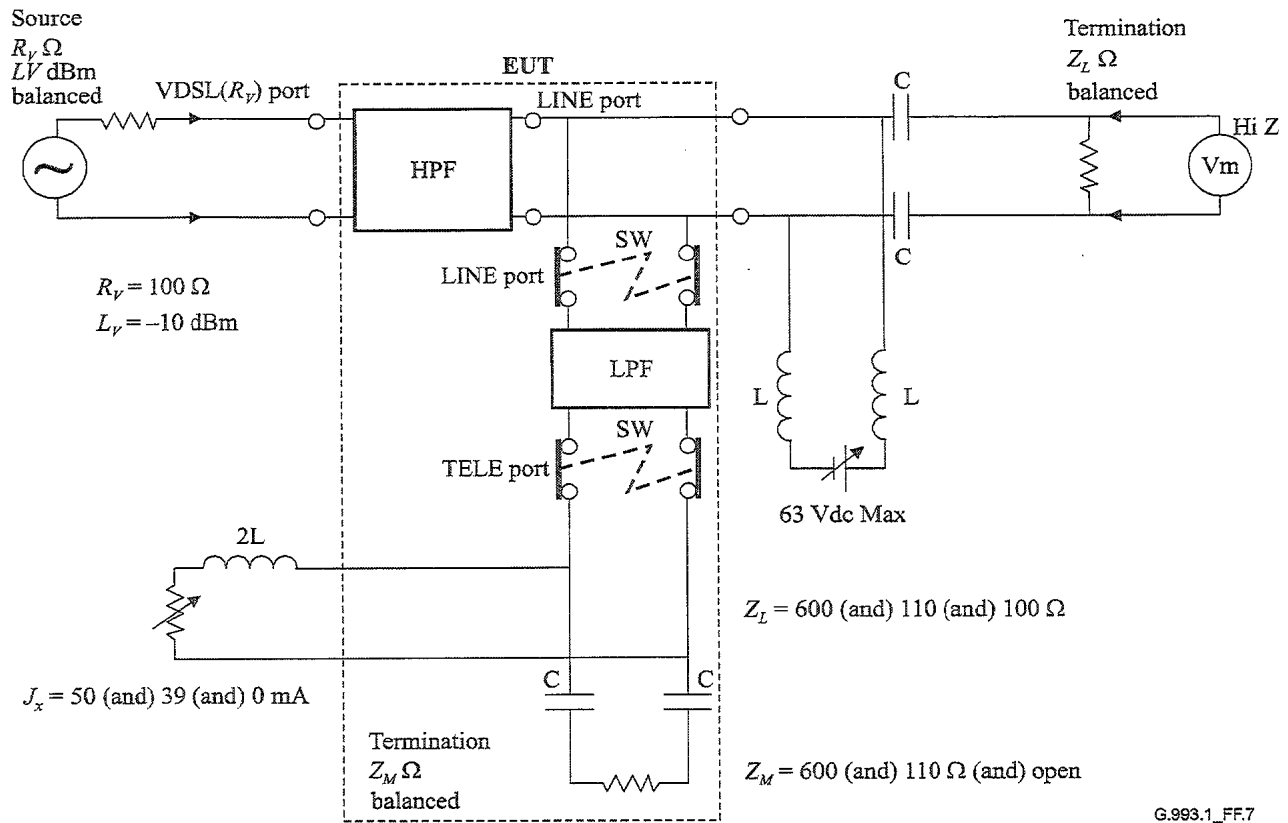 Source
R_V Ω
LV dBm
balanced
VDSL(R_V) port
EUT
LINE port
HPF
C
Termination
Z_L Ω
balanced
Hi Z
Vm
C
R_V = 100 Ω
L_V = –10 dBm
SW
LINE port
LPF
SW
TELE port
L
L
63 Vdc Max
2L
Z_L = 600 (and) 110 (and) 100 Ω
J_x = 50 (and) 39 (and) 0 mA
C
C
Termination
Z_M Ω
balanced
Z_M = 600 (and) 110 Ω (and) open
G.993.1_FF.7